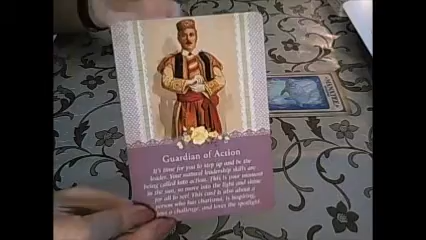 Guardian of Action
It's time for you to step up and be the
leader. Your natural leadership skills are
being called into action. This is your moment
in the sun, so move into the light and shine
for all to see! This card is also about a
person who has charisma, is inspiring,
a challenge, and loves the spotlight